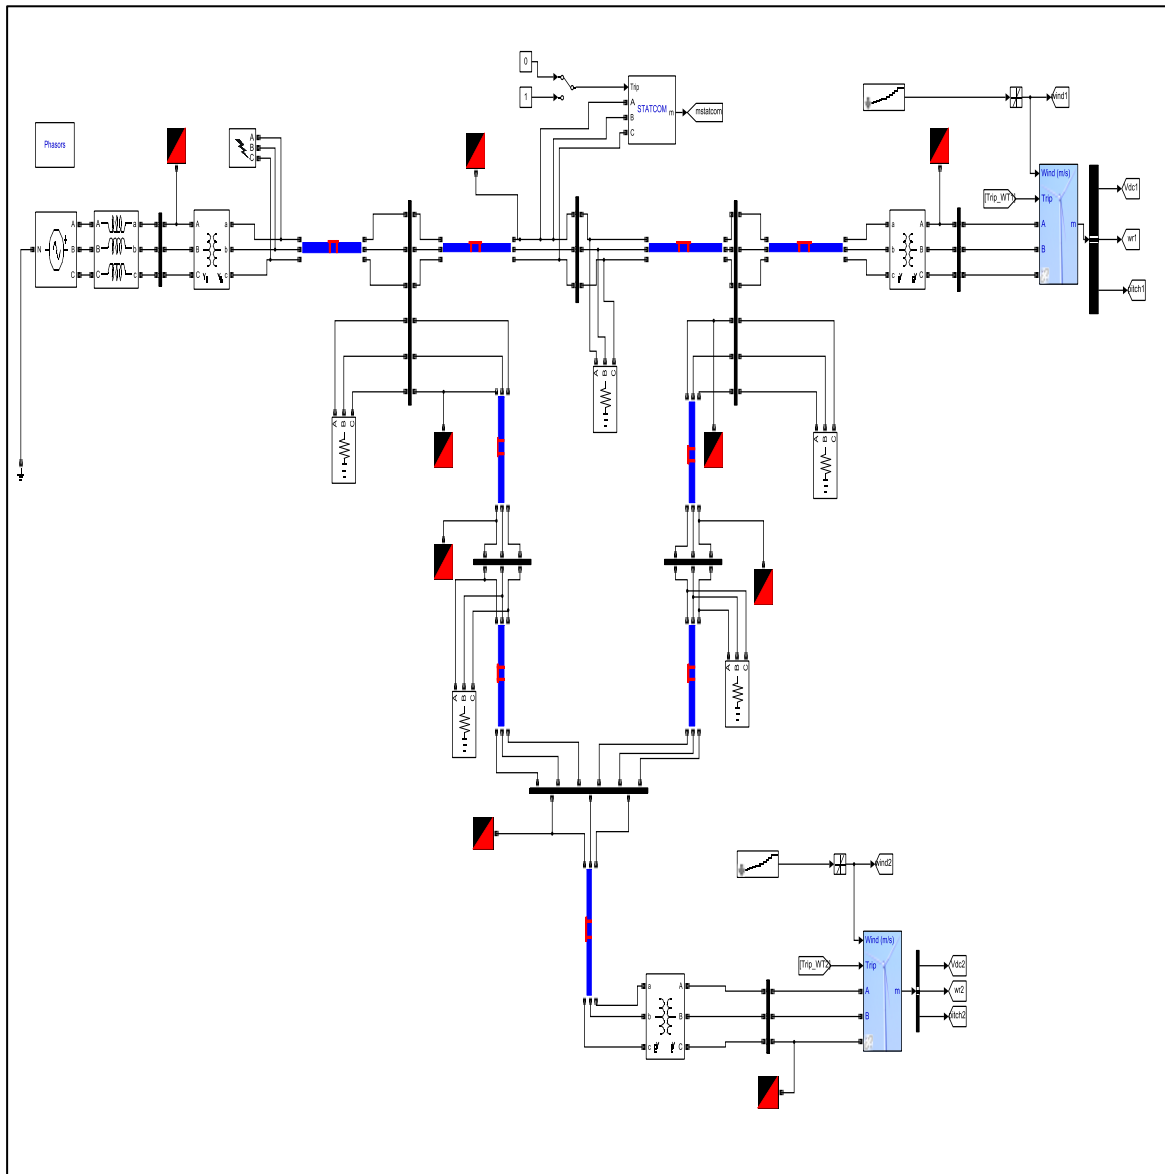 0
1
Trip
A
B
C
STATCOM
m
mstatcom
wind1
Phasors
A
B
C
Wind (m/s)
[Trip_WT1]
Trip
A
B
m
Vdc1
wr1
pitch1
N
A
B
C
A
B
C
a
b
c
A
B
C
a
b
c
a
b
c
A
B
C
A B C
A B C
A B C
A B C
A B C
wind2
Wind (m/s)
[Trip_WT2]
Trip
A
B
m
Vdc2
wr2
pitch2
a
b
c
A
B
C